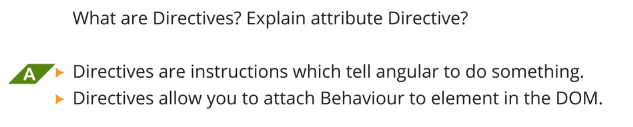 What are Directives? Explain attribute Directive?
A
Directives are instructions which tell angular to do something.
Directives allow you to attach Behaviour to element in the DOM.